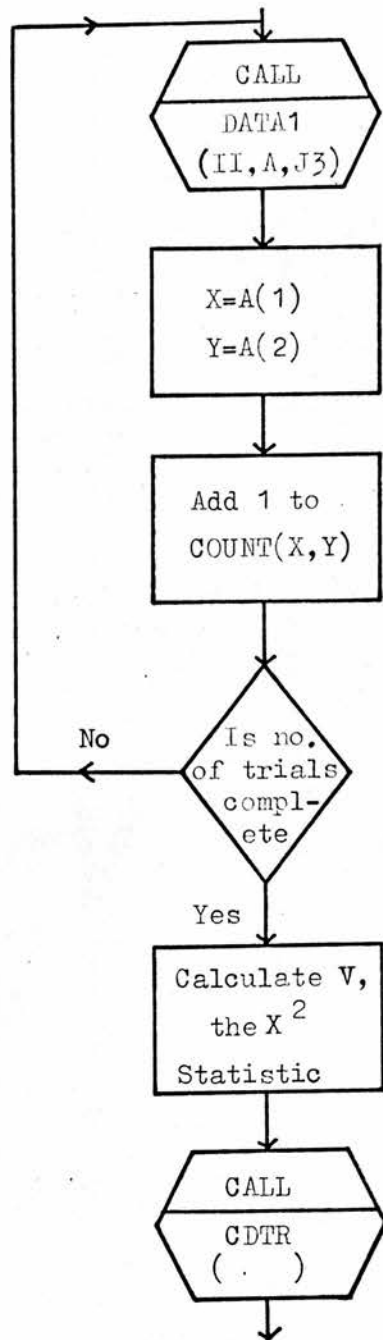 CALL
DATA1
(II,A,J3)
X=A(1)
Y=A(2)
Add 1 to
COUNT(X,Y)
No
Is no.
of trials
compl-
ete
Yes
Calculate V,
the X²
Statistic
CALL
CDTR
( )